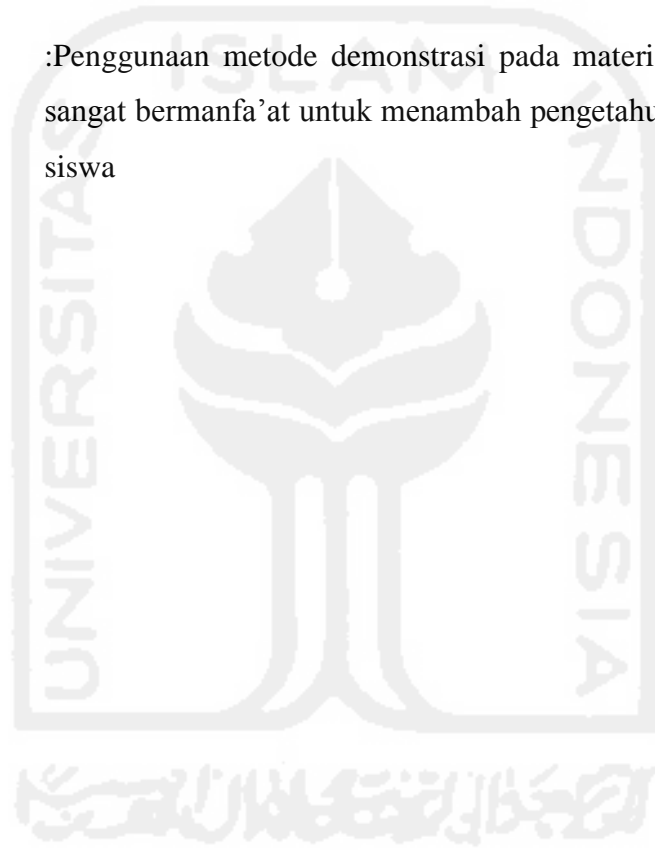 :Penggunaan metode demonstrasi pada materi
sangat bermanfa’at untuk menambah pengetahu
siswa
ISLAM
UNIVERSITAS
INDONESIA